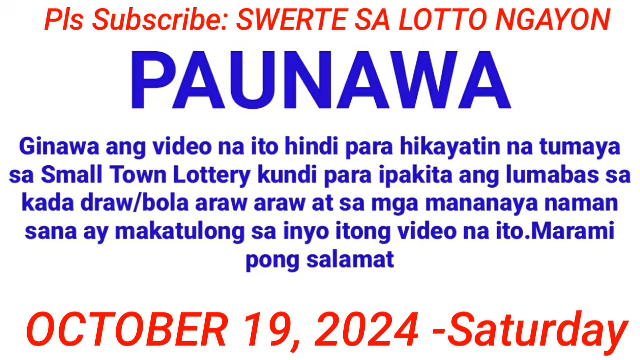 Pls Subscribe: SWERTE SA LOTTO NGAYON
PAUNAWA
Ginawa ang video na ito hindi para hikayatin na tumaya
sa Small Town Lottery kundi para ipakita ang lumabas sa
kada draw/bola araw araw at sa mga mananaya naman
sana ay makatulong sa inyo itong video na ito.Marami
pong salamat
OCTOBER 19, 2024 -Saturday